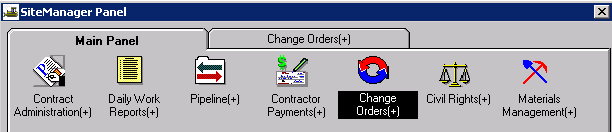 SiteManager Panel
Main Panel
Change Orders(+)
Contract
Administration(+)
Daily Work
Reports(+)
Pipeline(+)
Contractor
Payments(+)
Change
Orders(+)
Civil Rights(+)
Materials
Management(+)